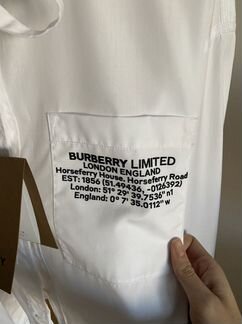 BURBERRY LIMITED
LONDON ENGLAND
Horseferry House. Horseferry Road
EST: 1856 (51.49436, -0126392)
London: 51° 29' 39.7536" n1
England: 0° 7' 35.0112" w
Y